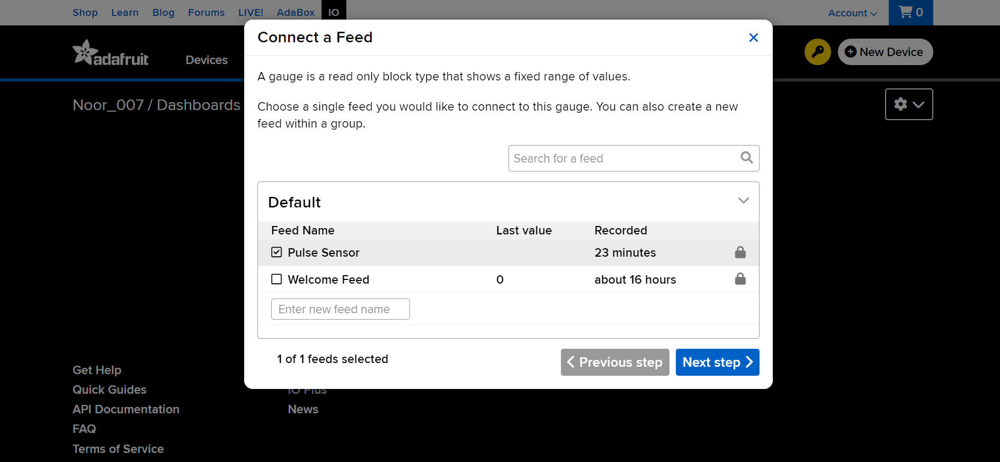 Shop Learn Blog Forums LIVE! AdaBox IO Account 0
Connect a Feed
adafruit Devices New Device
A gauge is a read only block type that shows a fixed range of values.
Noor_007 / Dashboards
Choose a single feed you would like to connect to this gauge. You can also create a new
feed within a group.
Search for a feed
Default
Feed Name Last value Recorded
Pulse Sensor 23 minutes
Welcome Feed 0 about 16 hours
Enter new feed name
1 of 1 feeds selected
Previous step Next step
Get Help
Quick Guides IO Plus
API Documentation News
FAQ
Terms of Service